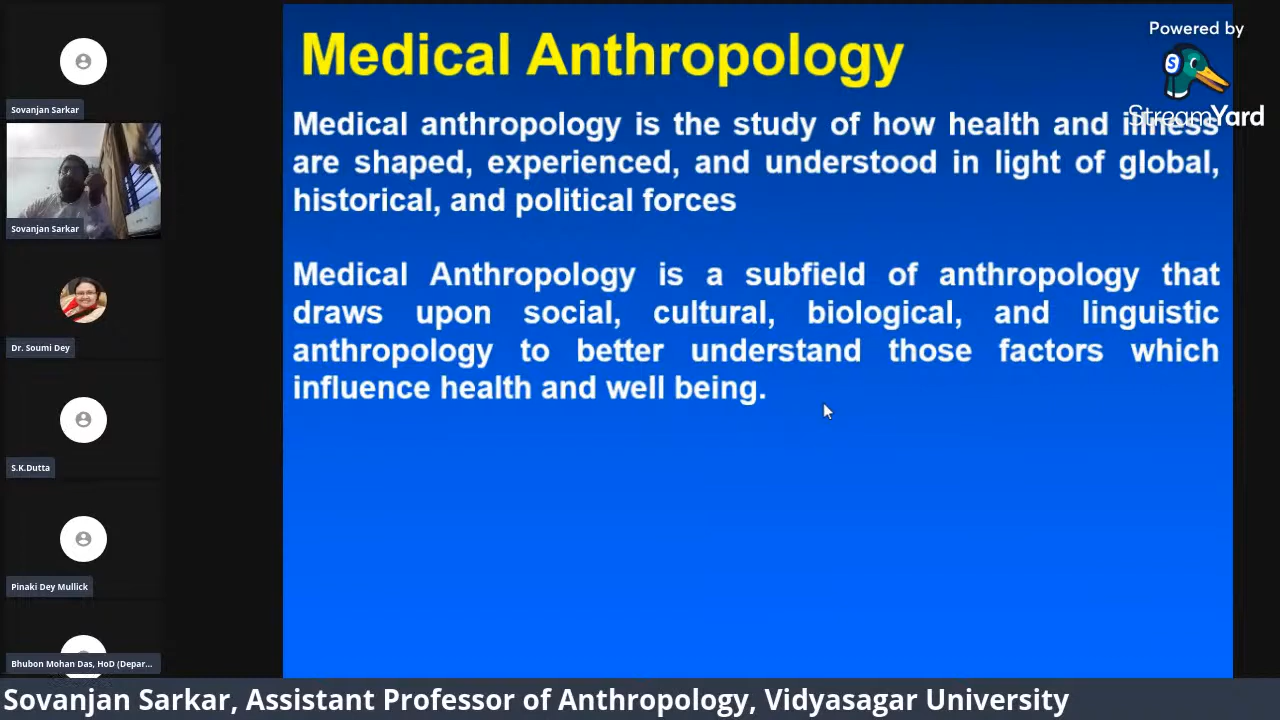 Sovanjan Sarkar
Sovanjan Sarkar
Dr. Soumi Dey
S.K.Dutta
Pinaki Dey Mullick
Bhubon Mohan Das, HoD (Depar...
Medical Anthropology
Medical anthropology is the study of how health and illness
are shaped, experienced, and understood in light of global,
historical, and political forces
Medical Anthropology is a subfield of anthropology that
draws upon social, cultural, biological, and linguistic
anthropology to better understand those factors which
influence health and well being.
Powered by
S
StreamYard
Sovanjan Sarkar, Assistant Professor of Anthropology, Vidyasagar University